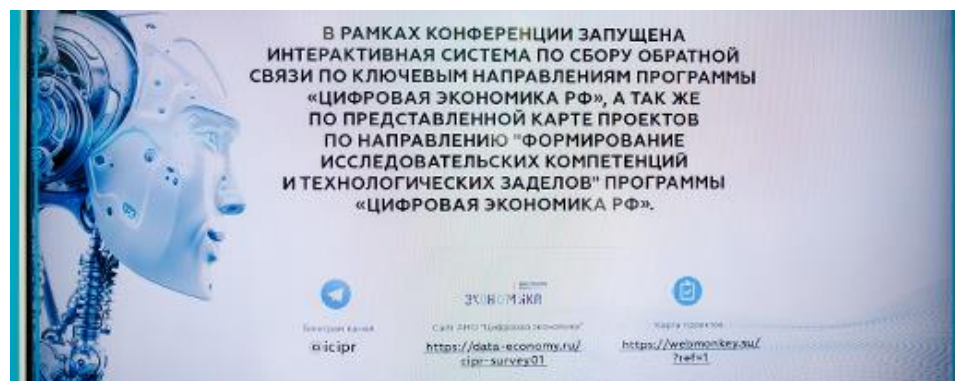 В РАМКАХ КОНФЕРЕНЦИИ ЗАПУЩЕНА
ИНТЕРАКТИВНАЯ СИСТЕМА ПО СБОРУ ОБРАТНОЙ
СВЯЗИ ПО КЛЮЧЕВЫМ НАПРАВЛЕНИЯМ ПРОГРАММЫ
«ЦИФРОВАЯ ЭКОНОМИКА РФ», А ТАК ЖЕ
ПО ПРЕДСТАВЛЕННОЙ КАРТЕ ПРОЕКТОВ
ПО НАПРАВЛЕНИЮ "ФОРМИРОВАНИЕ
ИССЛЕДОВАТЕЛЬСКИХ КОМПЕТЕНЦИЙ
И ТЕХНОЛОГИЧЕСКИХ ЗАДЕЛОВ" ПРОГРАММЫ
«ЦИФРОВАЯ ЭКОНОМИКА РФ».
ЭКОНОМИКА
Телеграм канал
Сайт АНО "Цифровая экономика"
Карта проектов
@icipr
https://data-economy.ru/
cipr-survey01
https://webmonkey.su/
?ref=1